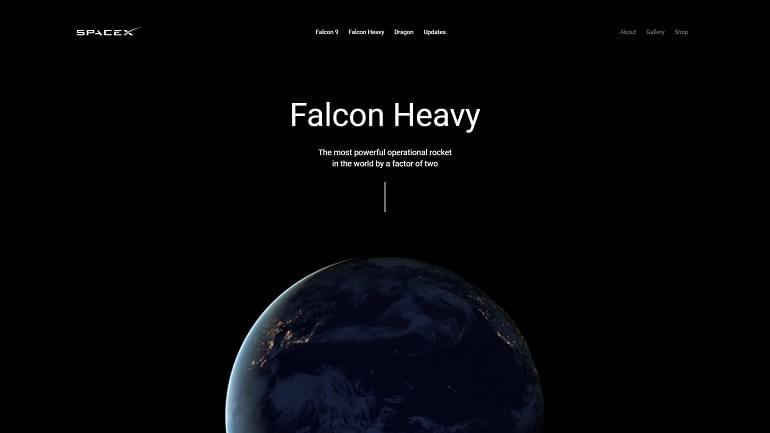 SPACEX
Falcon 9 Falcon Heavy Dragon Updates
About Gallery Shop
Falcon Heavy
The most powerful operational rocket
in the world by a factor of two